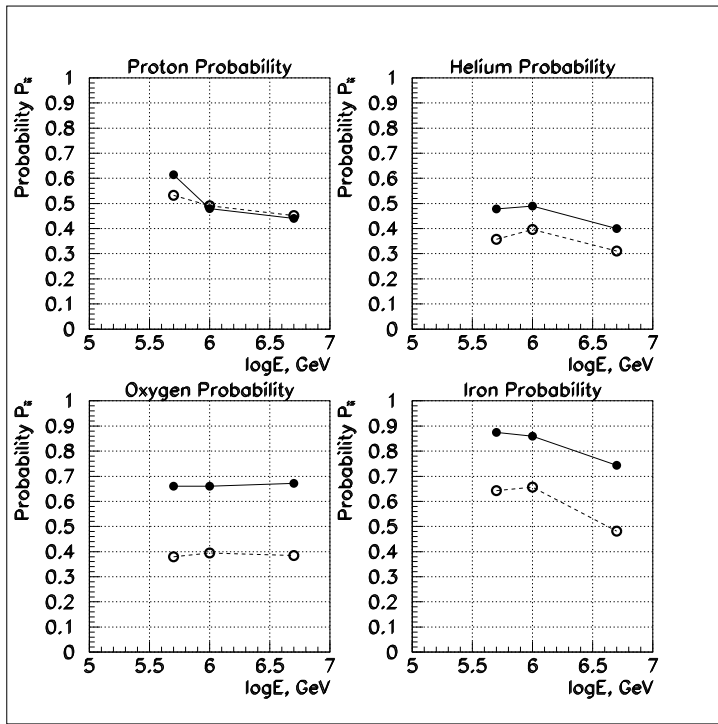 Proton Probability
Probability P
1
0.9
0.8
0.7
0.6
0.5
0.4
0.3
0.2
0.1
0
5 5.5 6 6.5 7
logE, GeV
Helium Probability
Probability P
1
0.9
0.8
0.7
0.6
0.5
0.4
0.3
0.2
0.1
0
5 5.5 6 6.5 7
logE, GeV
Oxygen Probability
Probability P
1
0.9
0.8
0.7
0.6
0.5
0.4
0.3
0.2
0.1
0
5 5.5 6 6.5 7
logE, GeV
Iron Probability
Probability P
1
0.9
0.8
0.7
0.6
0.5
0.4
0.3
0.2
0.1
0
5 5.5 6 6.5 7
logE, GeV